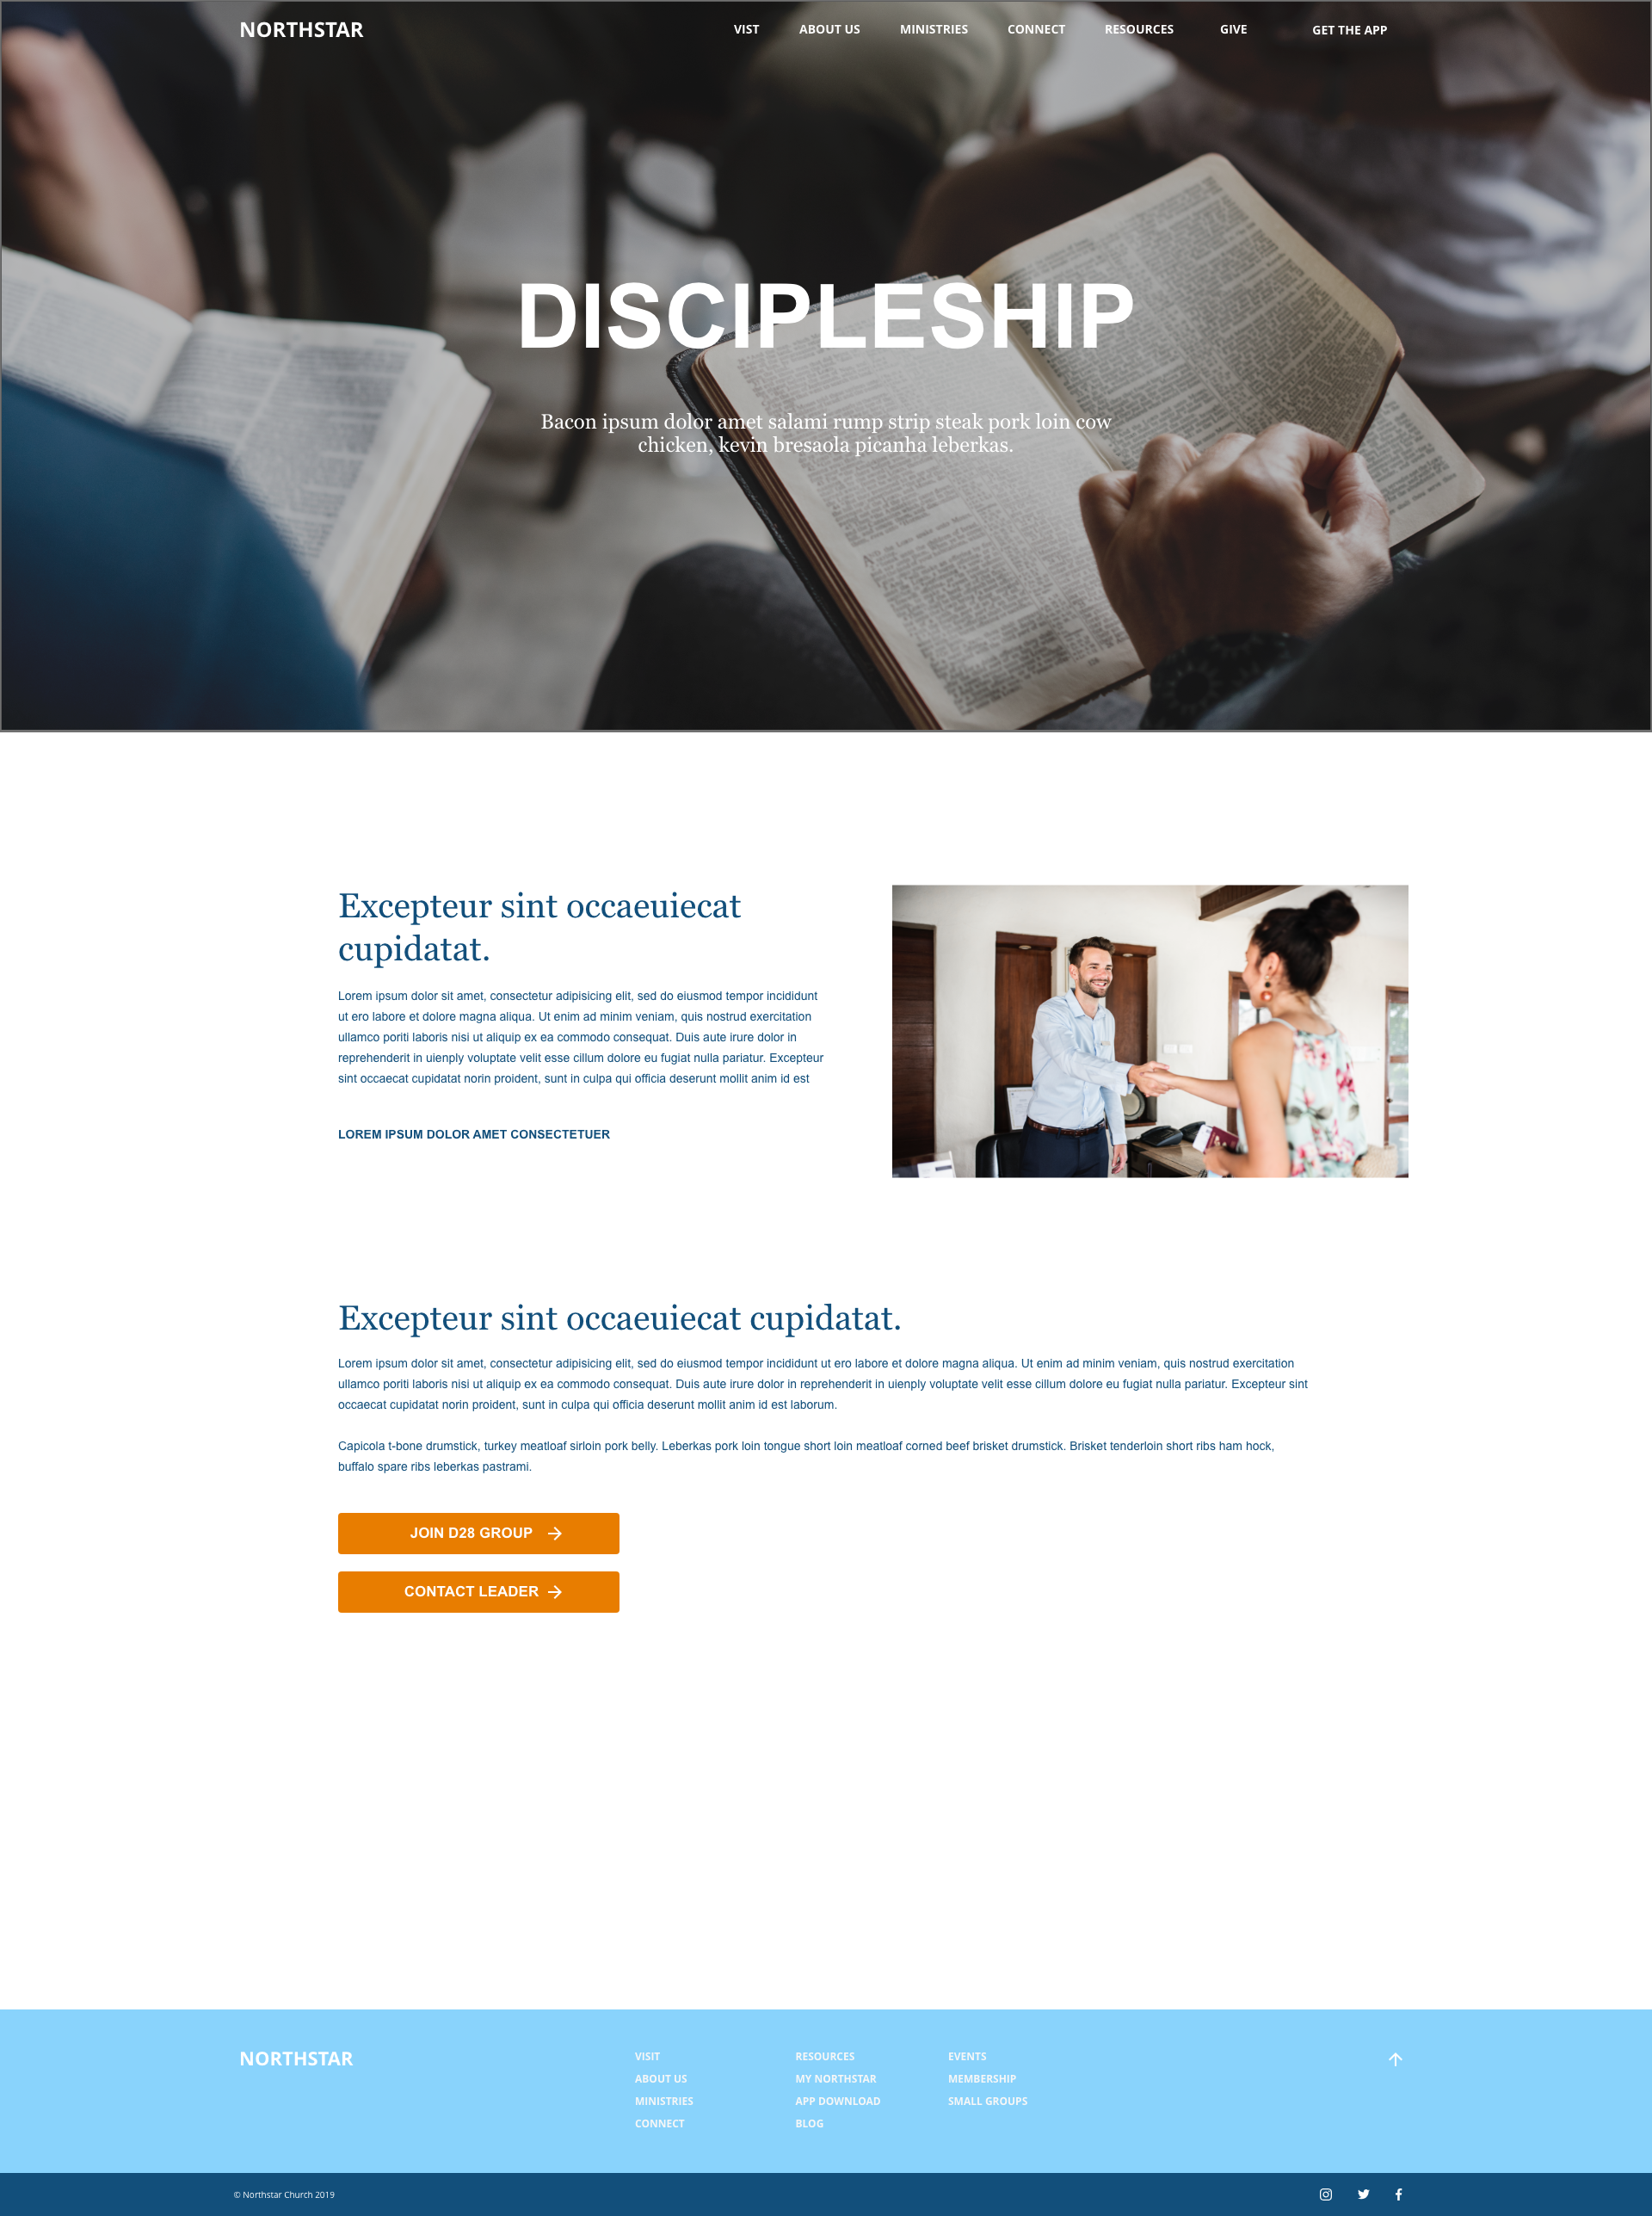 NORTHSTAR
VIST ABOUT US MINISTRIES CONNECT RESOURCES GIVE GET THE APP
DISCIPLESHIP
Bacon ipsum dolor amet salami rump strip steak pork loin cow
chicken, kevin bresaola picanha leberkas.
Excepteur sint occaeuiecat
cupidatat.
Lorem ipsum dolor sit amet, consectetur adipisicing elit, sed do eiusmod tempor incididunt
ut ero labore et dolore magna aliqua. Ut enim ad minim veniam, quis nostrud exercitation
ullamco poriti laboris nisi ut aliquip ex ea commodo consequat. Duis aute irure dolor in
reprehenderit in uienply voluptate velit esse cillum dolore eu fugiat nulla pariatur. Excepteur
sint occaecat cupidatat norin proident, sunt in culpa qui officia deserunt mollit anim id est
LOREM IPSUM DOLOR AMET CONSECTETUER
Excepteur sint occaeuiecat cupidatat.
Lorem ipsum dolor sit amet, consectetur adipisicing elit, sed do eiusmod tempor incididunt ut ero labore et dolore magna aliqua. Ut enim ad minim veniam, quis nostrud exercitation
ullamco poriti laboris nisi ut aliquip ex ea commodo consequat. Duis aute irure dolor in reprehenderit in uienply voluptate velit esse cillum dolore eu fugiat nulla pariatur. Excepteur sint
occaecat cupidatat norin proident, sunt in culpa qui officia deserunt mollit anim id est laborum.
Capicola t-bone drumstick, turkey meatloaf sirloin pork belly. Leberkas pork loin tongue short loin meatloaf corned beef brisket drumstick. Brisket tenderloin short ribs ham hock,
buffalo spare ribs leberkas pastrami.
JOIN D28 GROUP
CONTACT LEADER
NORTHSTAR
VISIT
ABOUT US
MINISTRIES
CONNECT
RESOURCES
MY NORTHSTAR
APP DOWNLOAD
BLOG
EVENTS
MEMBERSHIP
SMALL GROUPS
© Northstar Church 2019